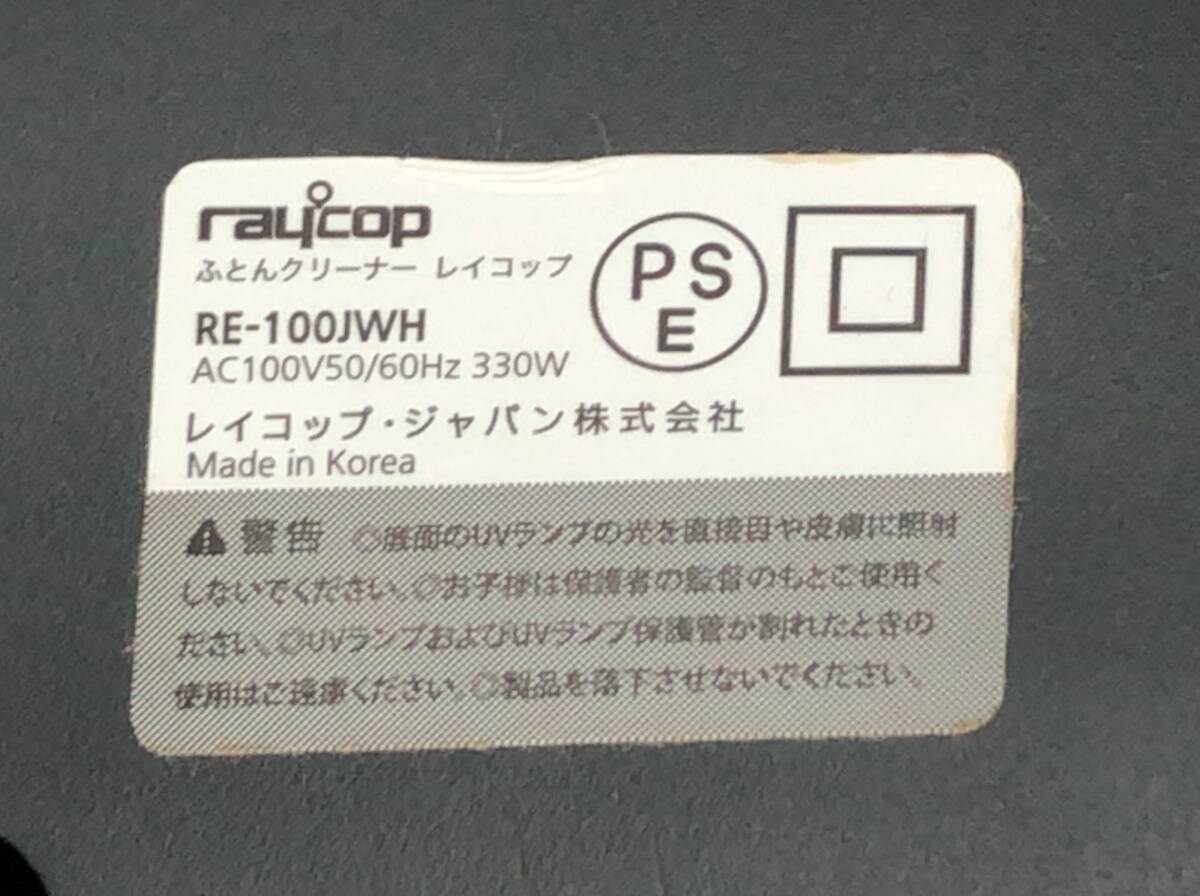 raycop
ふとんクリーナー レイコップ
RE-100JWH
AC100V50/60Hz 330W
レイコップ・ジャパン株式会社
Made in Korea
PS
E
⚠警告 ◎底面のUVランプの光を直接目や皮膚に照射
しないでください。◎お子様は保護者の監督のもとご使用く
ださい。◎UVランプおよびUVランプ保護管が割れたときの
使用はご遠慮ください。◎製品を落下させないでください。